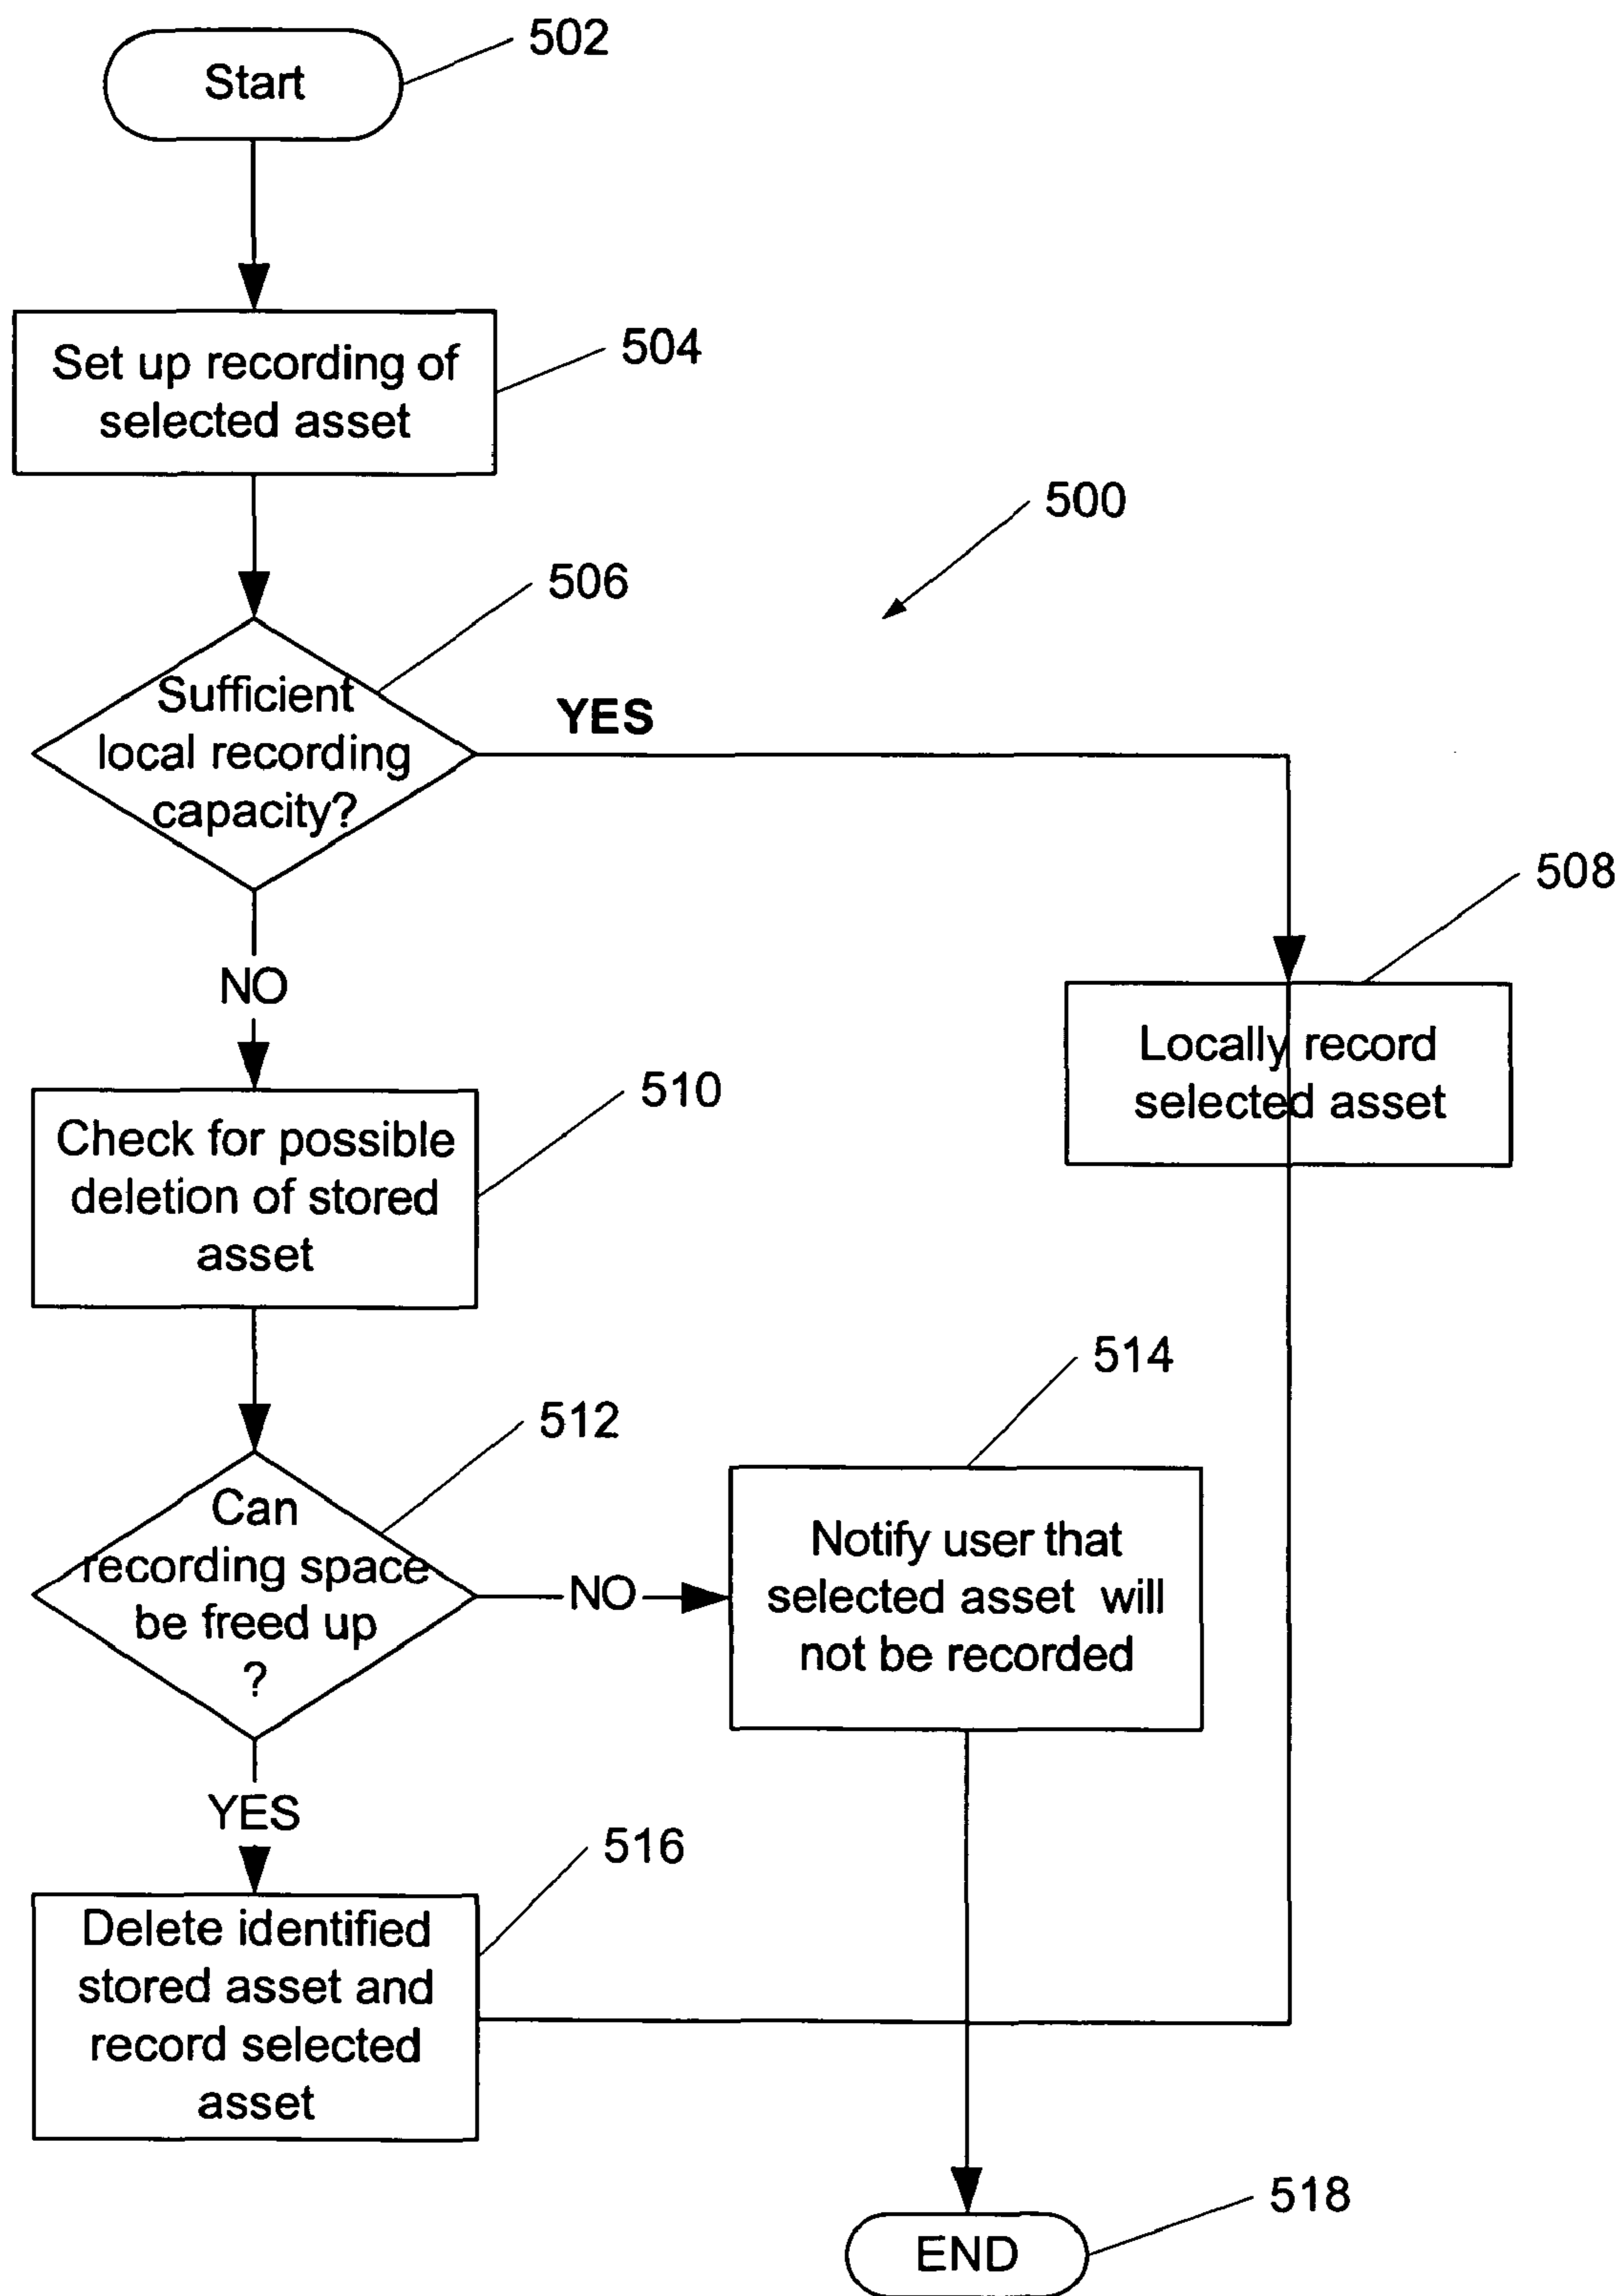 502
Start
504
Set up recording of
selected asset
500
506
Sufficient
local recording
capacity?
YES
508
NO
Locally record
selected asset
510
Check for possible
deletion of stored
asset
514
512
Can
recording space
be freed up
?
NO
Notify user that
selected asset will
not be recorded
YES
516
Delete identified
stored asset and
record selected
asset
518
END